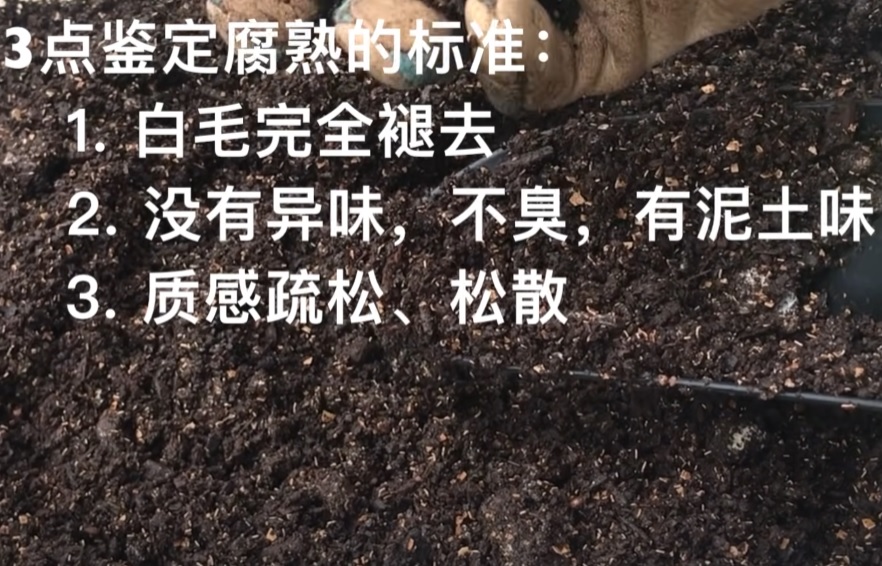 3点鉴定腐熟的标准：
1. 白毛完全褪去
2. 没有异味，不臭，有泥土味
3. 质感疏松、松散